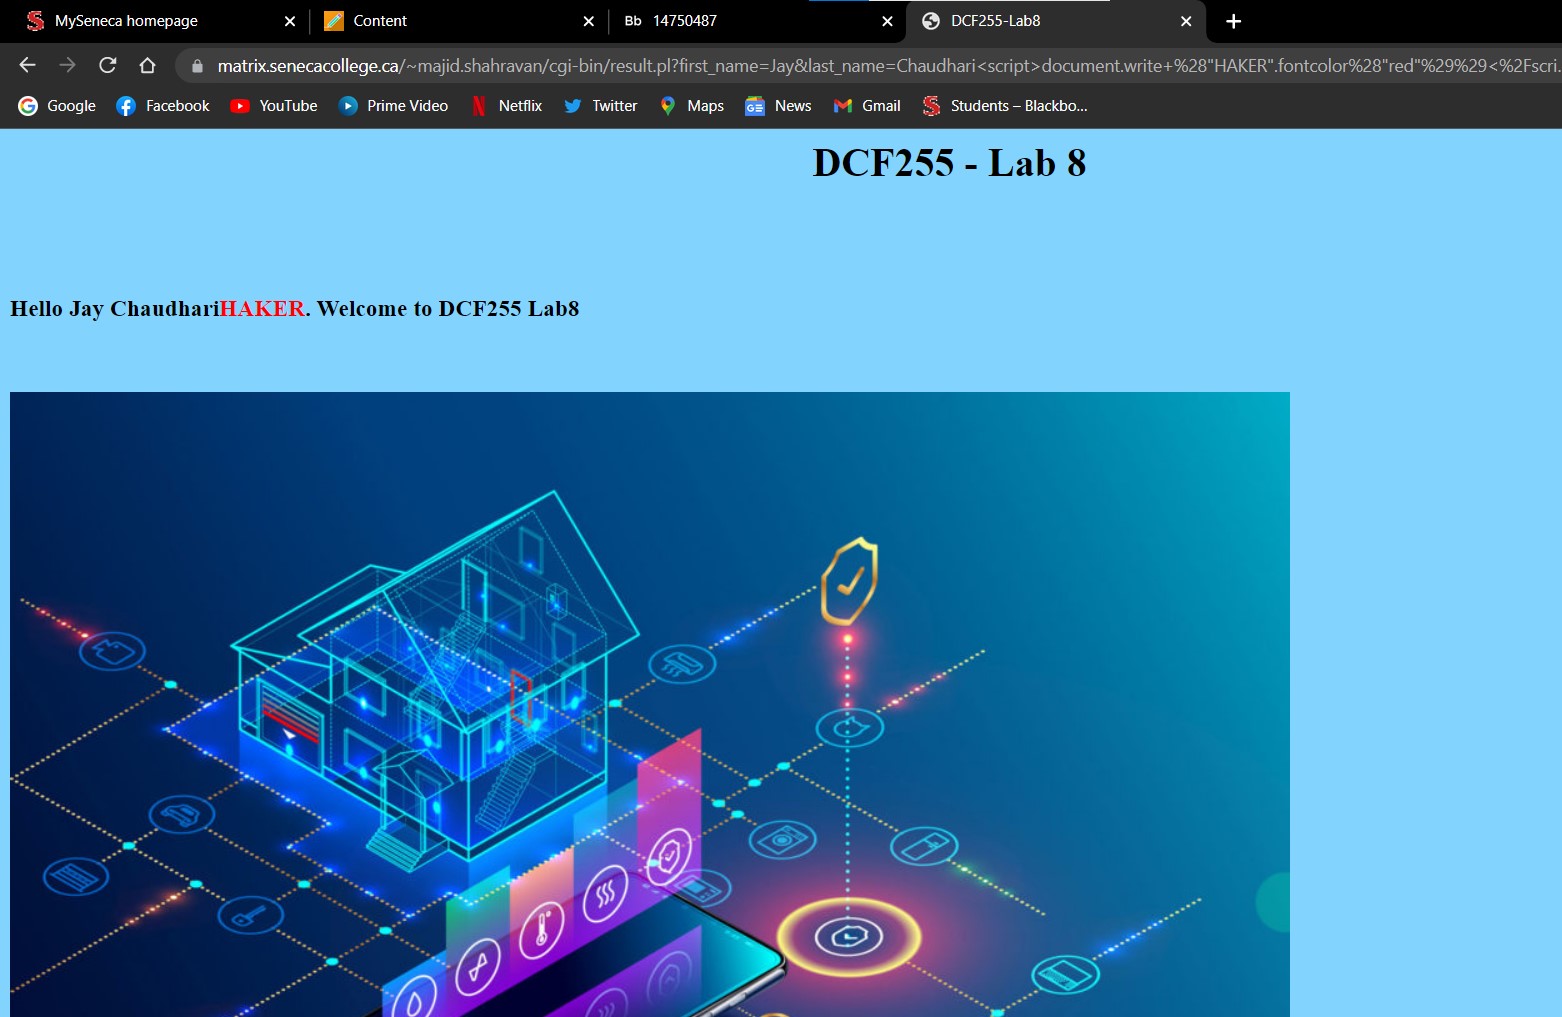 MySeneca homepage
Content
Bb 14750487
DCF255-Lab8
matrix.senecacollege.ca/~majid.shahravan/cgi-bin/result.pl?first_name=Jay&last_name=Chaudhari<script>document.write+%28"HAKER".fontcolor%28"red"%29%29<%2Fscri...
Google Facebook YouTube Prime Video Netflix Twitter Maps News Gmail Students – Blackbo...
DCF255 - Lab 8
Hello Jay ChaudhariHAKER. Welcome to DCF255 Lab8